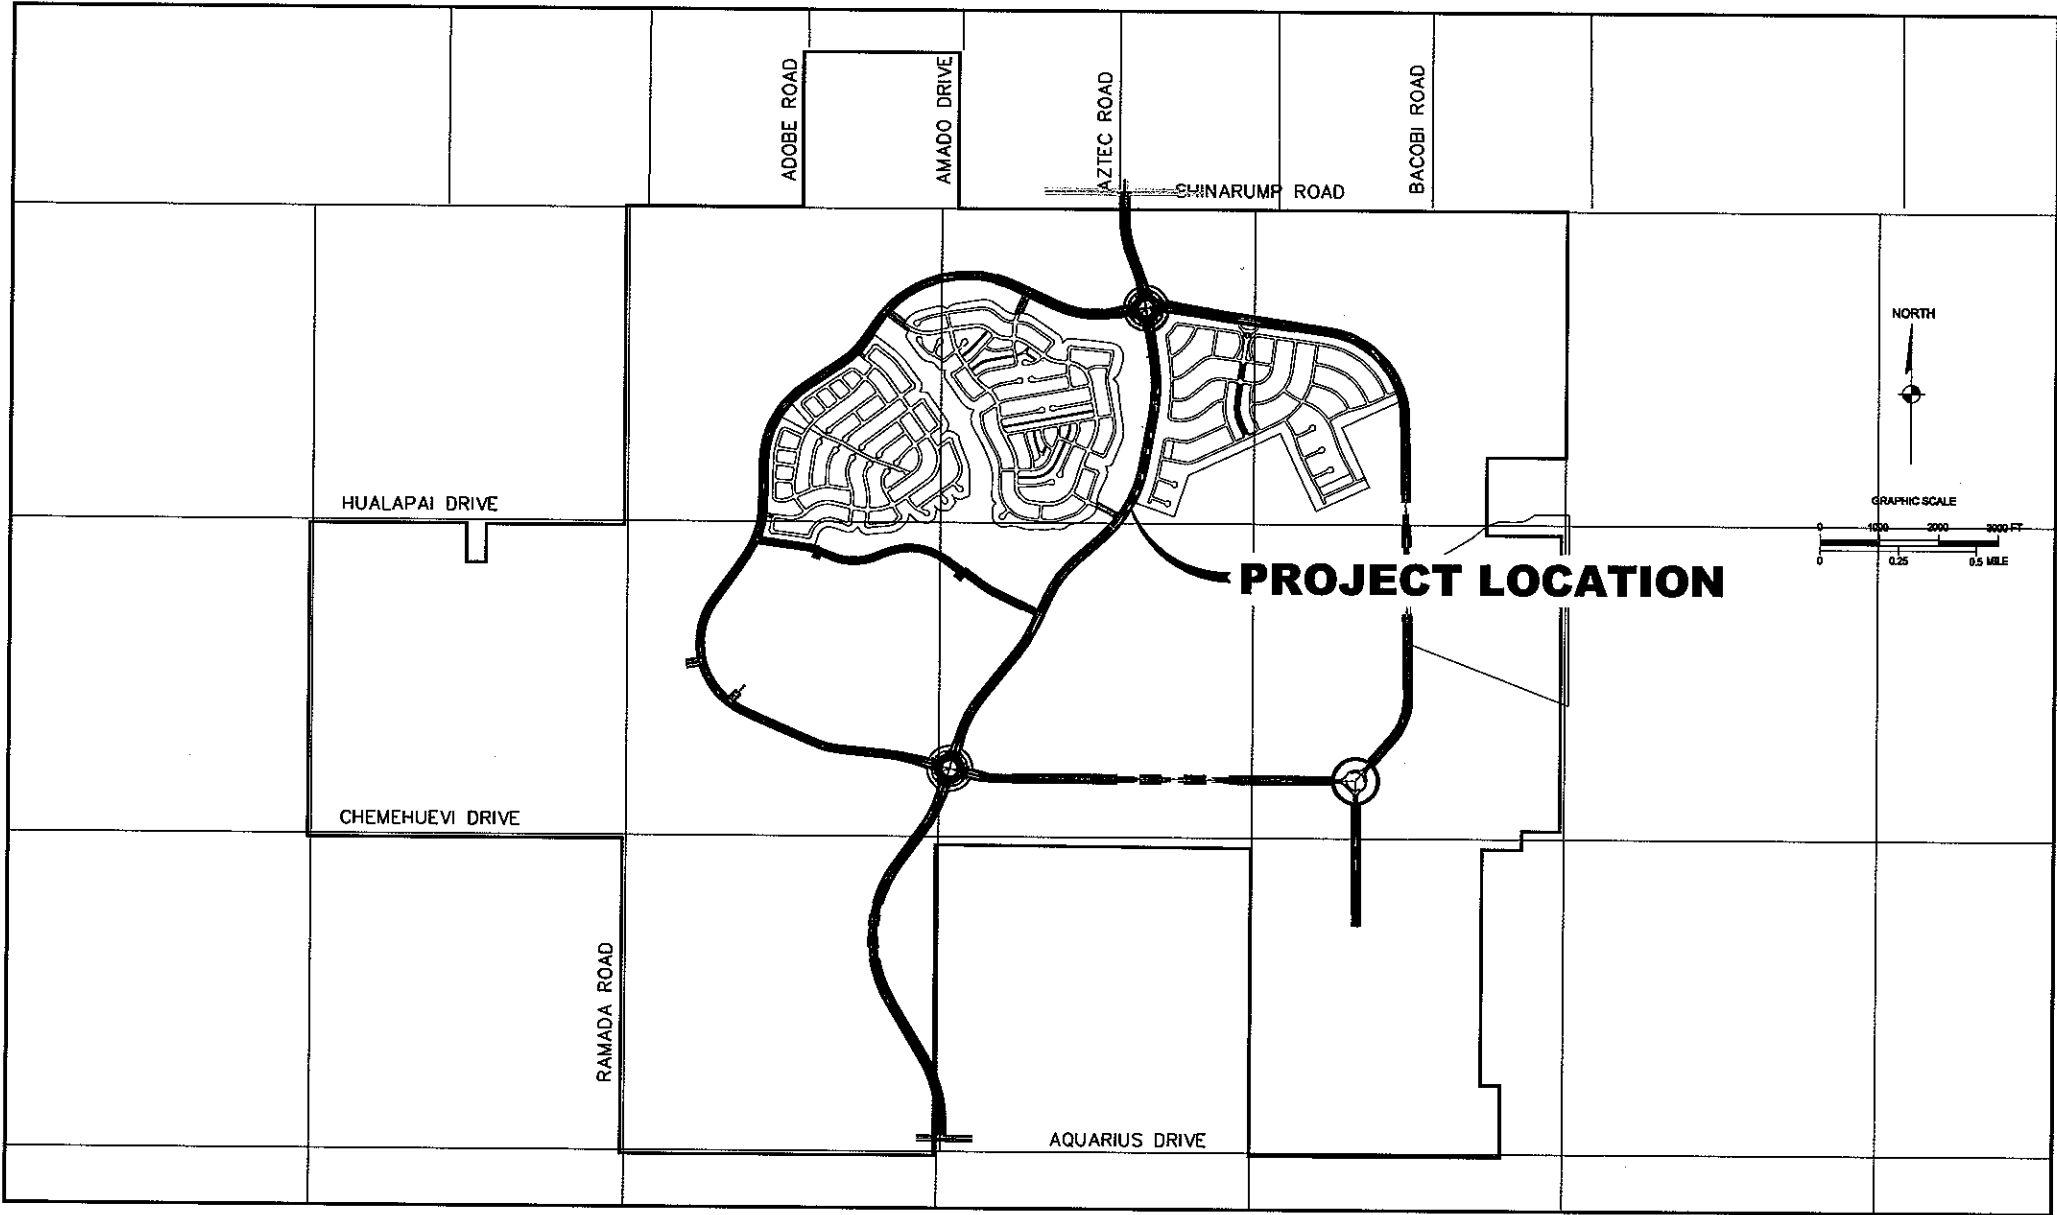 ADOBE ROAD
AMADO DRIVE
AZTEC ROAD
BACOBI ROAD
CHINARUMP ROAD
NORTH
HUALAPAI DRIVE
GRAPHIC SCALE
0 1000 2000 3000 FT
0 0.25 0.5 MILE
PROJECT LOCATION
CHEMEHUEVI DRIVE
RAMADA ROAD
AQUARIUS DRIVE